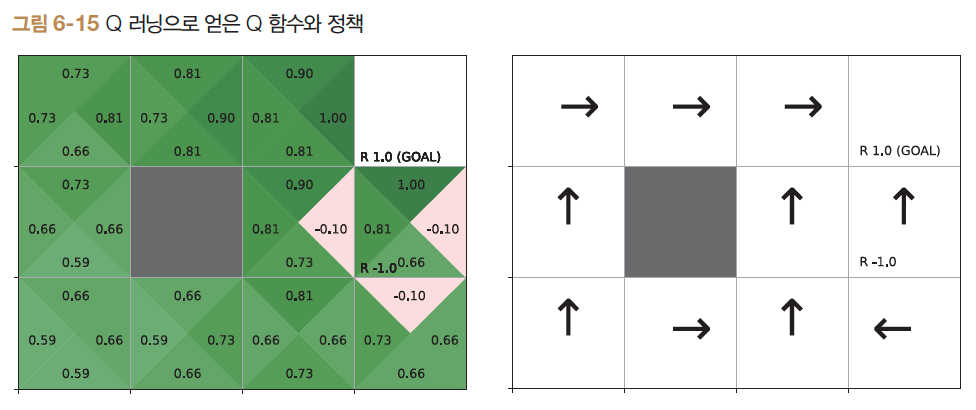 그림 6-15 Q 러닝으로 얻은 Q 함수와 정책
0.73 0.81 0.90
0.73 0.81 0.73 0.90 0.81 1.00
0.66 0.81 0.81
R 1.0 (GOAL)
0.73 0.90 1.00
0.66 0.66 0.81 -0.10 0.81 -0.10
0.59 0.73 R -1.0 0.66
0.66 0.66 0.81 -0.10
0.59 0.66 0.59 0.73 0.66 0.66 0.73 0.66
0.59 0.66 0.73 0.66
→ → →
R 1.0 (GOAL)
↑ ↑ ↑
R -1.0
↑ → ↑ ←